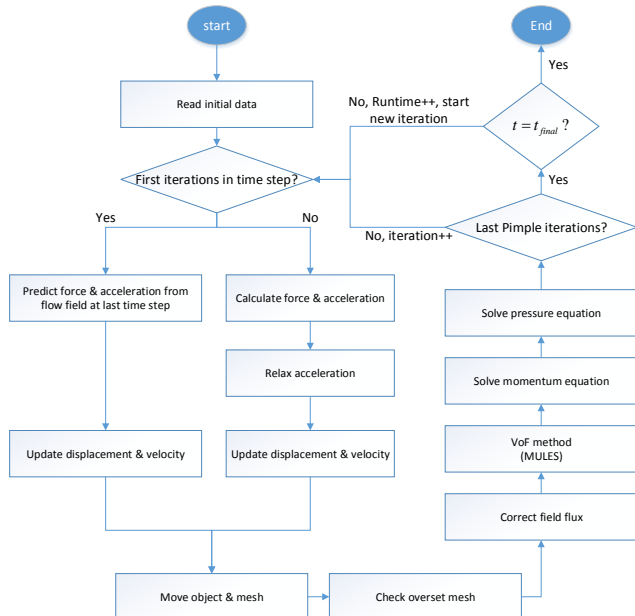 start
End
Yes
Read initial data
No, Runtime++, start
new iteration
t = t_final ?
First iterations in time step?
Yes
Yes
No
No, iteration++
Last Pimple iterations?
Predict force & acceleration from
flow field at last time step
Calculate force & acceleration
Solve pressure equation
Relax acceleration
Solve momentum equation
Update displacement & velocity
Update displacement & velocity
VoF method
(MULES)
Correct field flux
Move object & mesh
Check overset mesh